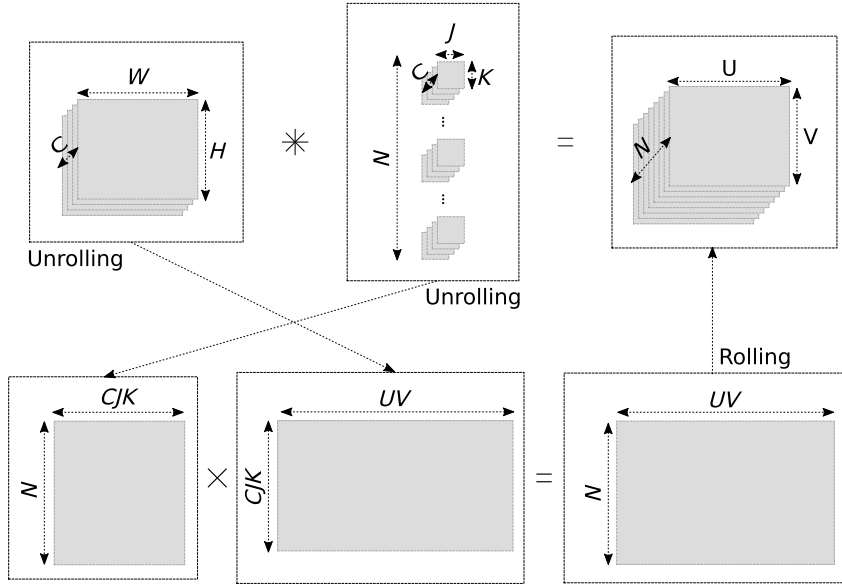 W
C
H
*
J
C
K
N
...
...
=
U
N
V
Unrolling
Unrolling
Rolling
CJK
N
×
UV
CJK
=
UV
N